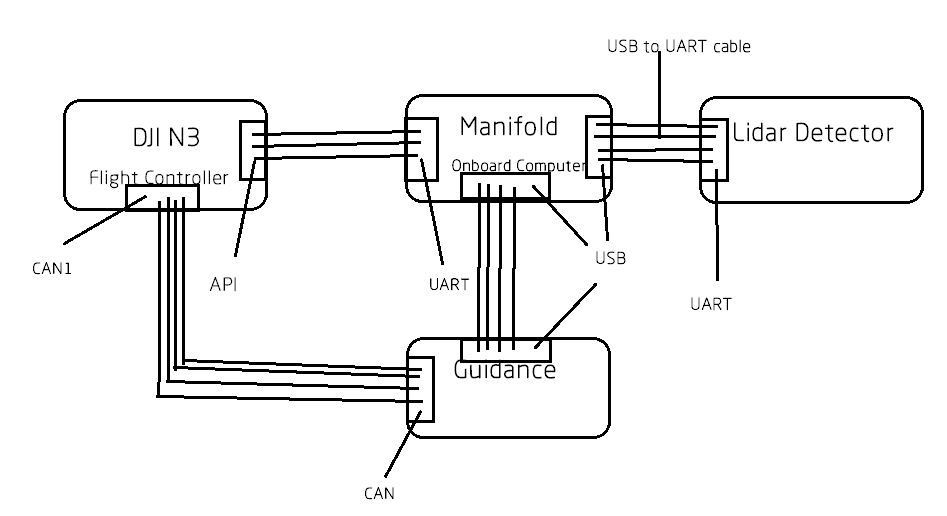 USB to UART cable
DJI N3
Flight Controller
Manifold
Onboard Computer
Lidar Detector
CAN1
API
UART
USB
UART
Guidance
CAN